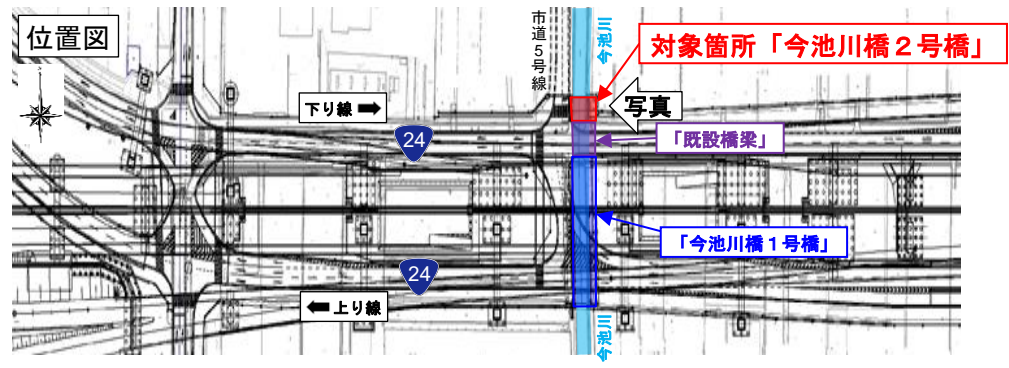 位置図
市道5号線
今池川
対象箇所「今池川橋2号橋」
下り線
写真
24
「既設橋梁」
「今池川橋1号橋」
24
上り線
今池川